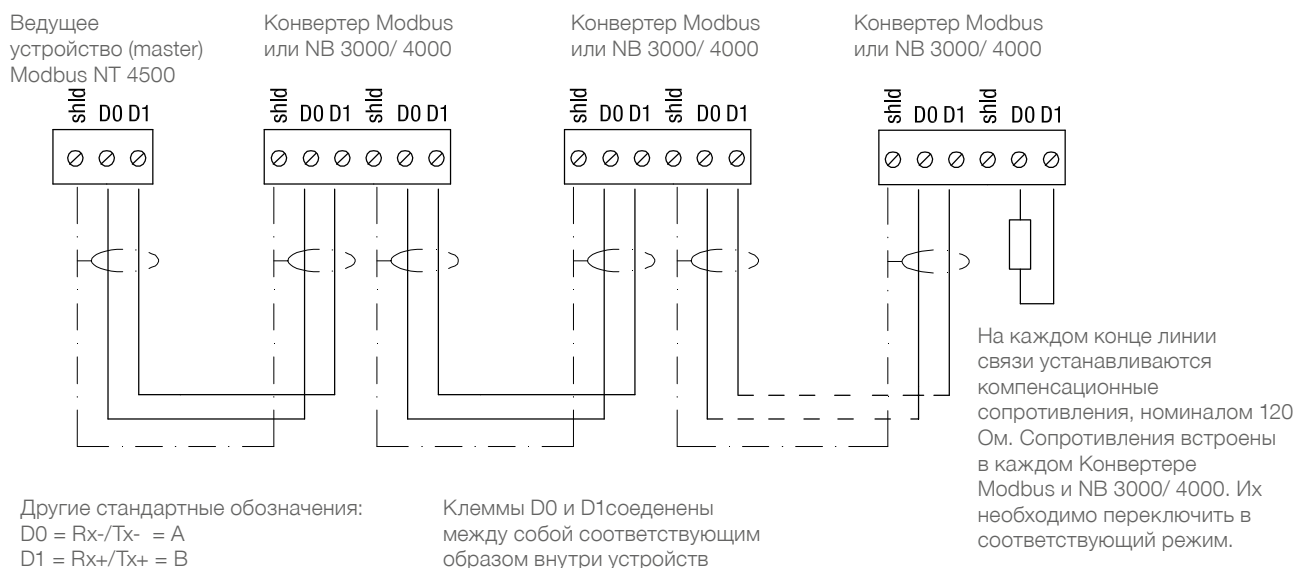 Ведущее
устройство (master)
Modbus NT 4500
Конвертер Modbus
или NB 3000/ 4000
Конвертер Modbus
или NB 3000/ 4000
Конвертер Modbus
или NB 3000/ 4000
shld D0 D1
shld D0 D1 shld D0 D1
shld D0 D1 shld D0 D1
shld D0 D1 shld D0 D1
На каждом конце линии
связи устанавливаются
компенсационные
сопротивления, номиналом 120
Ом. Сопротивления встроены
в каждом Конвертере
Modbus и NB 3000/ 4000. Их
необходимо переключить в
соответствующий режим.
Другие стандартные обозначения:
D0 = Rx-/Tx- = A
D1 = Rx+/Tx+ = B
Клеммы D0 и D1соеденены
между собой соответствующим
образом внутри устройств